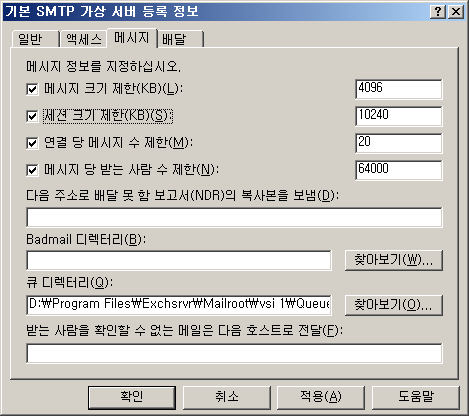 기본 SMTP 가상 서버 등록 정보
일반 액세스 메시지 배달
메시지 정보를 지정하십시오.
메시지 크기 제한(KB)(L): 4096
세션 크기 제한(KB)(S): 10240
연결 당 메시지 수 제한(M): 20
메시지 당 받는 사람 수 제한(N): 64000
다음 주소로 배달 못 함 보고서(NDR)의 복사본을 보냄(D):
Badmail 디렉터리(B):
찾아보기(W)...
큐 디렉터리(Q):
D:₩Program Files₩Exchsrvr₩Mailroot₩vsi 1₩Queue 찾아보기(O)...
받는 사람을 확인할 수 없는 메일은 다음 호스트로 전달(F):
확인 취소 적용(A) 도움말